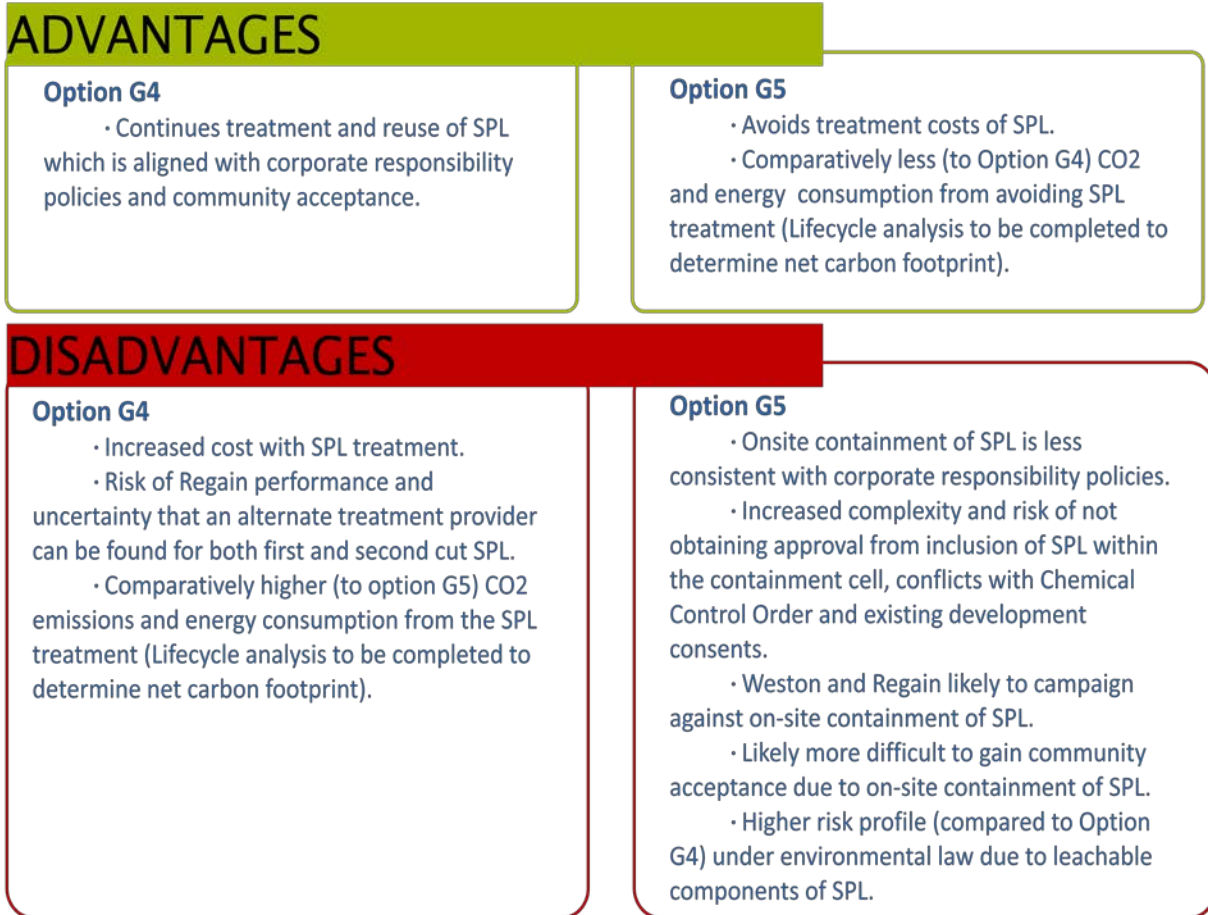 ADVANTAGES
Option G4
· Continues treatment and reuse of SPL
which is aligned with corporate responsibility
policies and community acceptance.
Option G5
· Avoids treatment costs of SPL.
· Comparatively less (to Option G4) CO2
and energy consumption from avoiding SPL
treatment (Lifecycle analysis to be completed to
determine net carbon footprint).
DISADVANTAGES
Option G4
· Increased cost with SPL treatment.
· Risk of Regain performance and
uncertainty that an alternate treatment provider
can be found for both first and second cut SPL.
· Comparatively higher (to option G5) CO2
emissions and energy consumption from the SPL
treatment (Lifecycle analysis to be completed to
determine net carbon footprint).
Option G5
· Onsite containment of SPL is less
consistent with corporate responsibility policies.
· Increased complexity and risk of not
obtaining approval from inclusion of SPL within
the containment cell, conflicts with Chemical
Control Order and existing development
consents.
· Weston and Regain likely to campaign
against on-site containment of SPL.
· Likely more difficult to gain community
acceptance due to on-site containment of SPL.
· Higher risk profile (compared to Option
G4) under environmental law due to leachable
components of SPL.